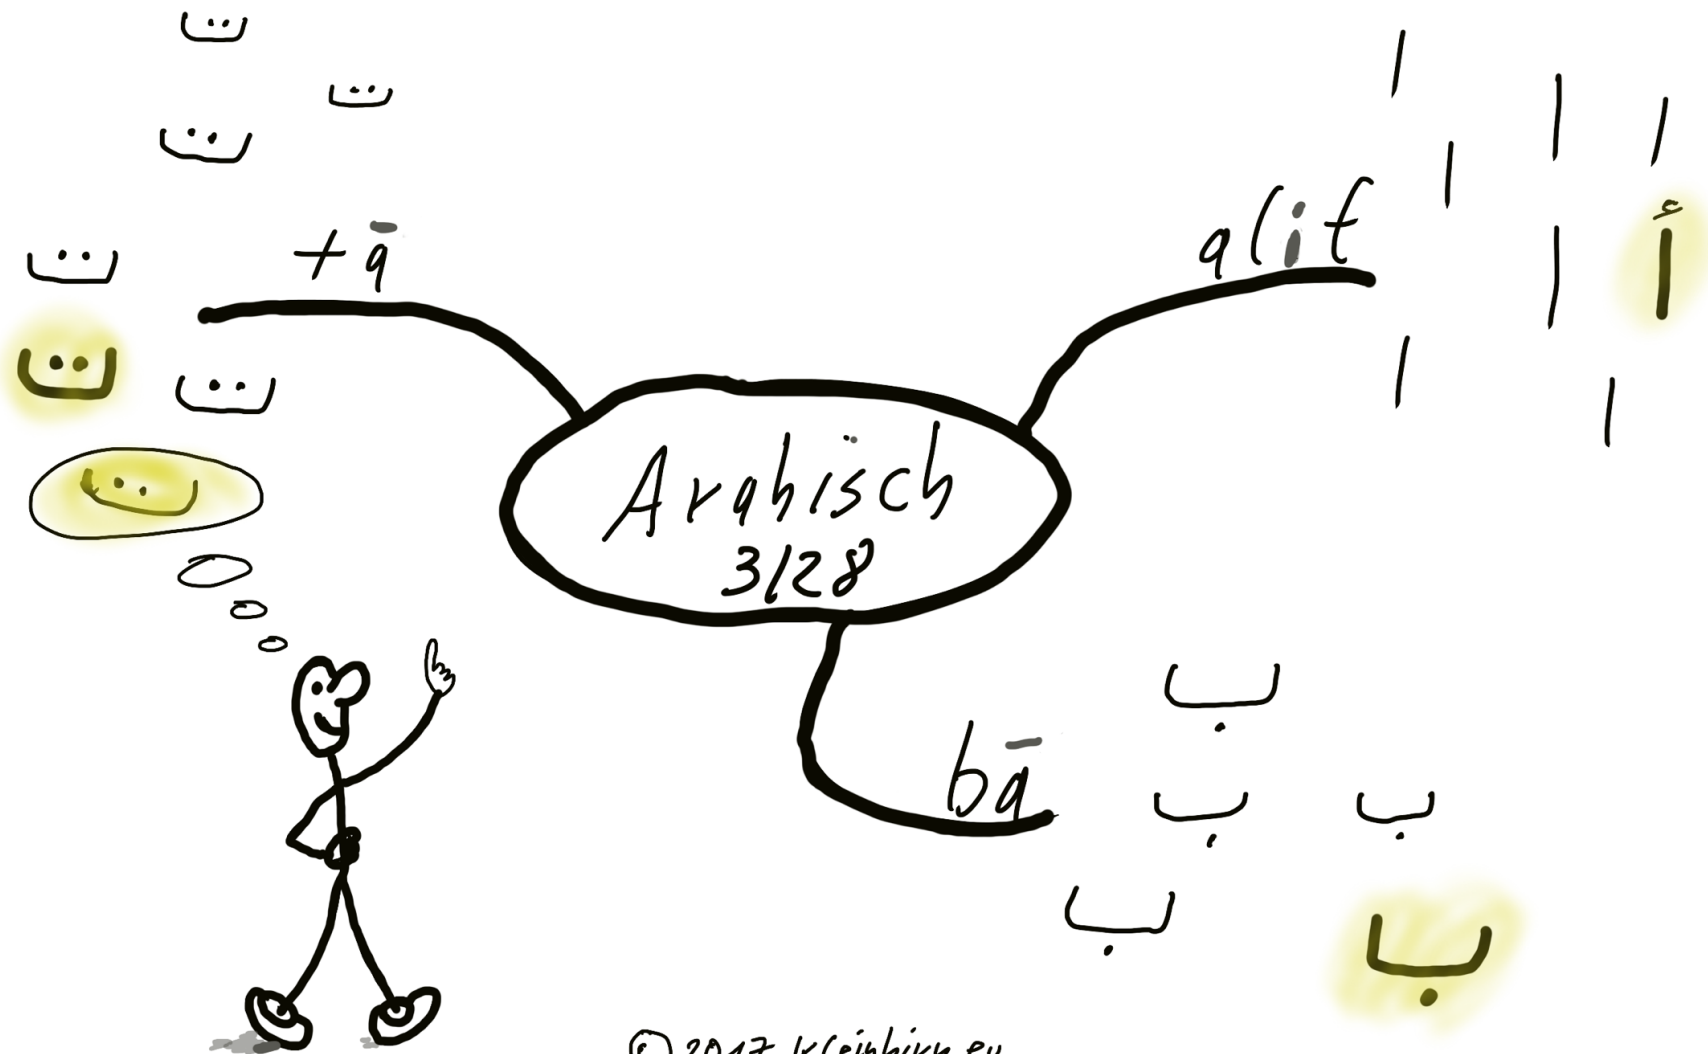 ت
ت
ت
ت
ت
ت
ت
tā
alif
ا
ا
ا
ا
أ
ا
ا
ا
Arabisch
3/28
bā
ب
ب
ب
ب
ب
© 2017 kleinhirn.eu